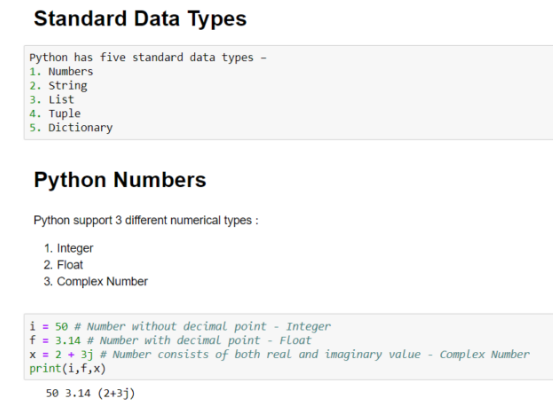 Standard Data Types
Python has five standard data types –
1. Numbers
2. String
3. List
4. Tuple
5. Dictionary
Python Numbers
Python support 3 different numerical types :
1. Integer
2. Float
3. Complex Number
i = 50 # Number without decimal point - Integer
f = 3.14 # Number with decimal point - Float
x = 2 + 3j # Number consists of both real and imaginary value - Complex Number
print(i,f,x)
50 3.14 (2+3j)